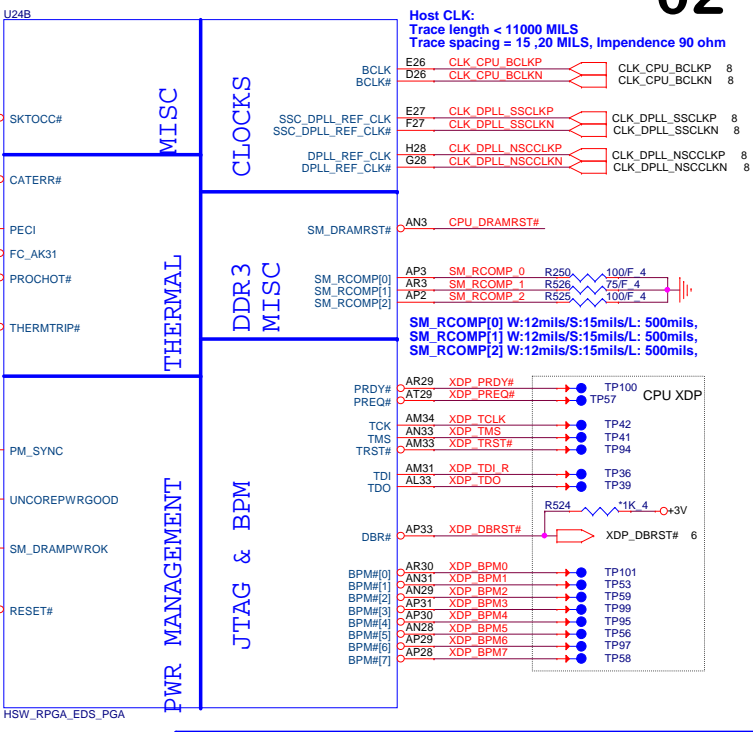 02
U24B
Host CLK:
Trace length < 11000 MILS
Trace spacing = 15 ,20 MILS, Impendence 90 ohm
MISC
CLOCKS
SKTOCC#
BCLK E26 CLK_CPU_BCLKP CLK_CPU_BCLKP 8
BCLK# D26 CLK_CPU_BCLKN CLK_CPU_BCLKN 8
SSC_DPLL_REF_CLK E27 CLK_DPLL_SSCLKP CLK_DPLL_SSCLKP 8
SSC_DPLL_REF_CLK# F27 CLK_DPLL_SSCLKN CLK_DPLL_SSCLKN 8
DPLL_REF_CLK H28 CLK_DPLL_NSCCLKP CLK_DPLL_NSCCLKP 8
DPLL_REF_CLK# G28 CLK_DPLL_NSCCLKN CLK_DPLL_NSCCLKN 8
THERMAL
DDR3
MISC
CATERR#
PECI
FC_AK31
PROCHOT#
THERMTRIP#
SM_DRAMRST# AN3 CPU_DRAMRST#
SM_RCOMP[0] AP3 SM_RCOMP_0 R250 100/F_4
SM_RCOMP[1] AR3 SM_RCOMP_1 R526 75/F_4
SM_RCOMP[2] AP2 SM_RCOMP_2 R525 100/F_4
SM_RCOMP[0] W:12mils/S:15mils/L: 500mils,
SM_RCOMP[1] W:12mils/S:15mils/L: 500mils,
SM_RCOMP[2] W:12mils/S:15mils/L: 500mils,
PWR MANAGEMENT
JTAG & BPM
PM_SYNC
UNCOREPWRGOOD
SM_DRAMPWROK
RESET#
CPU XDP
PRDY# AR29 XDP_PRDY# TP100
PREQ# AT29 XDP_PREQ# TP57
TCK AM34 XDP_TCLK TP42
TMS AN33 XDP_TMS TP41
TRST# AM33 XDP_TRST# TP94
TDI AM31 XDP_TDI_R TP36
TDO AL33 XDP_TDO TP39
R524 *1K_4 +3V
DBR# AP33 XDP_DBRST# XDP_DBRST# 6
BPM#[0] AR30 XDP_BPM0 TP101
BPM#[1] AN31 XDP_BPM1 TP53
BPM#[2] AN29 XDP_BPM2 TP59
BPM#[3] AP31 XDP_BPM3 TP99
BPM#[4] AP30 XDP_BPM4 TP95
BPM#[5] AN28 XDP_BPM5 TP56
BPM#[6] AP29 XDP_BPM6 TP97
BPM#[7] AP28 XDP_BPM7 TP58
HSW_RPGA_EDS_PGA